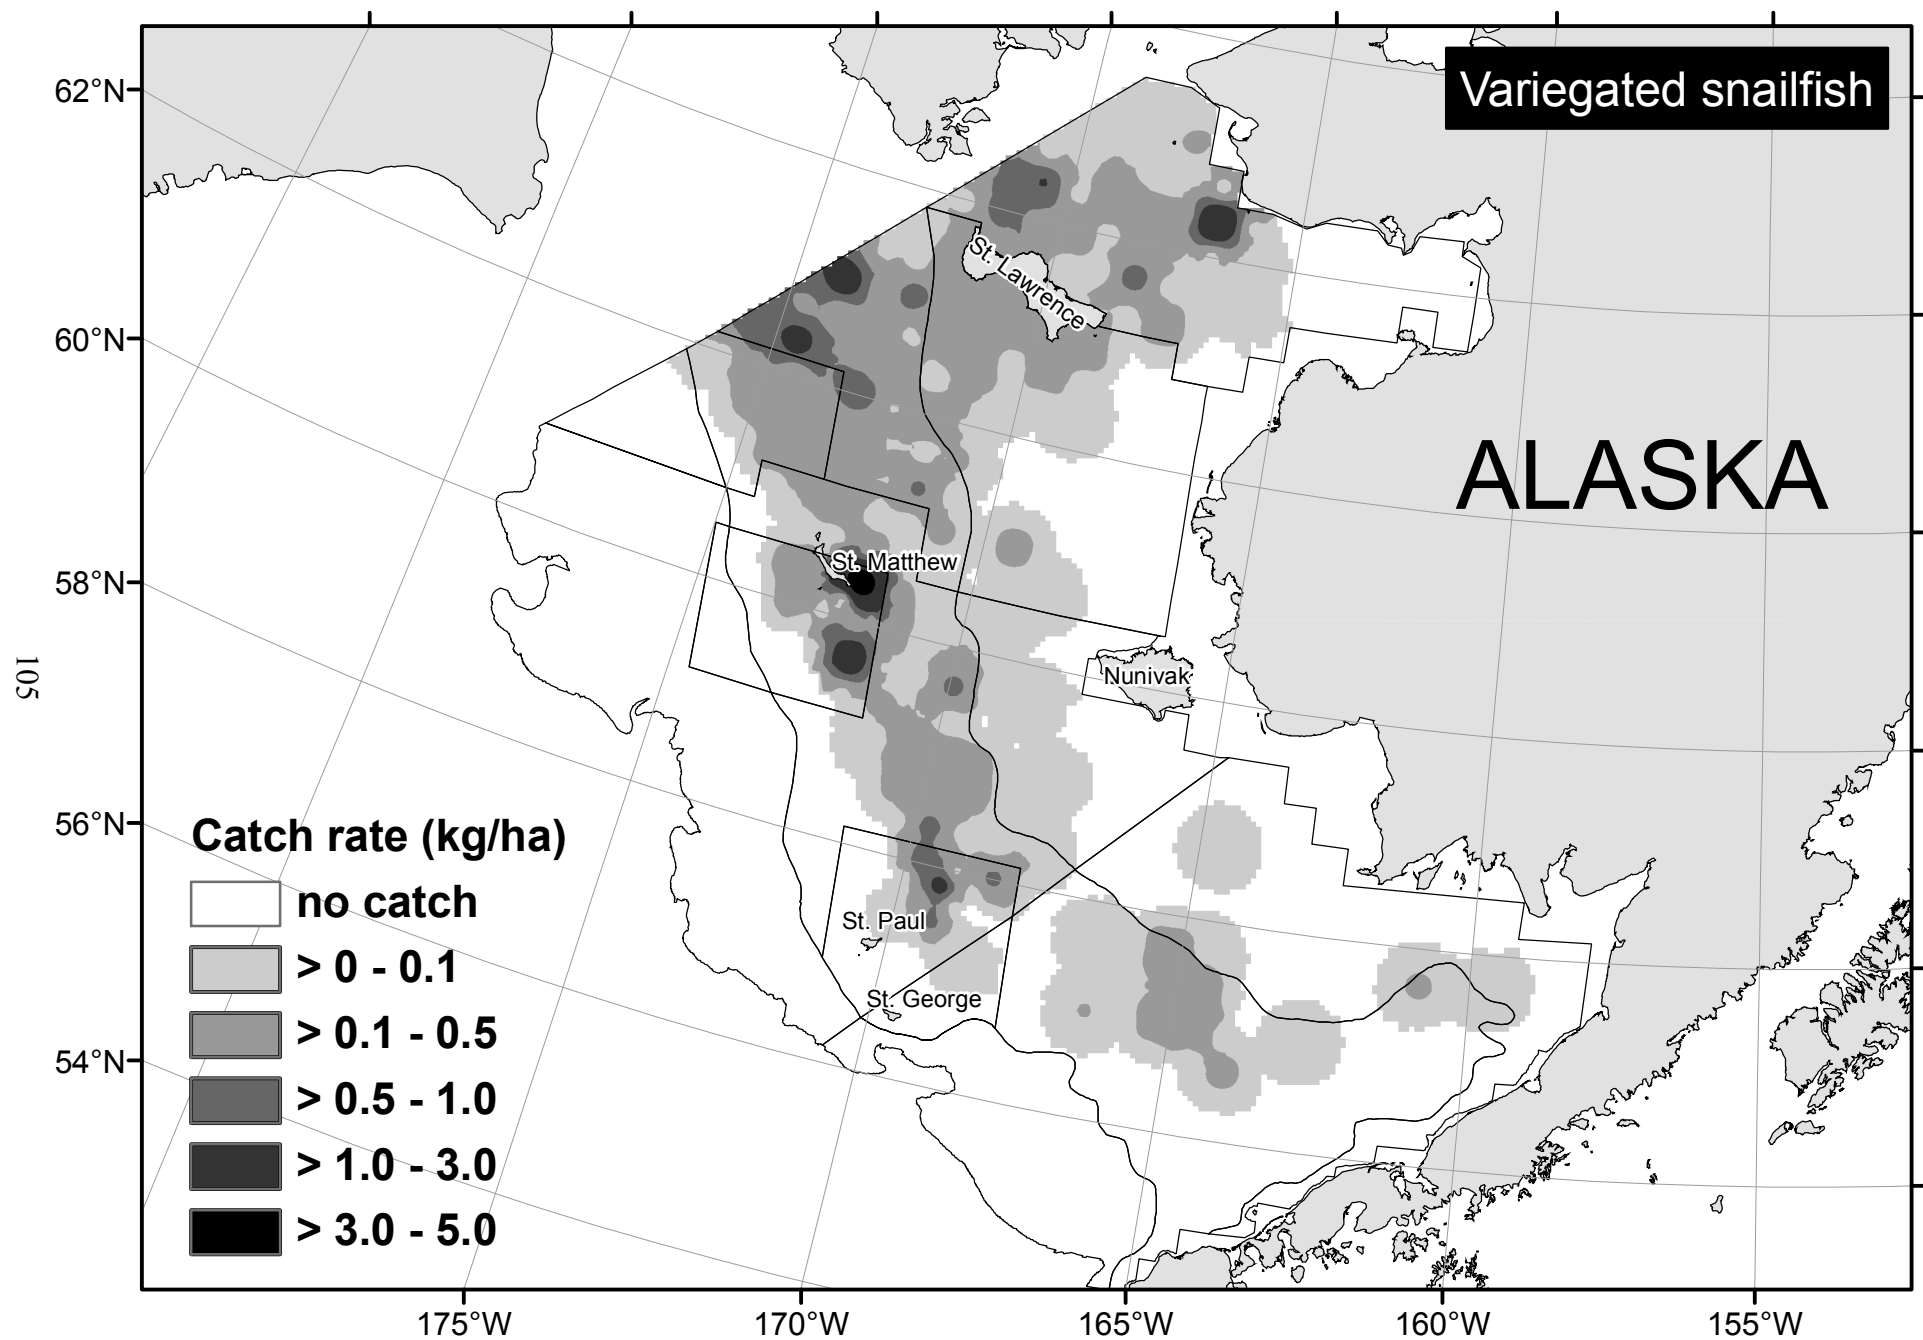 Variegated snailfish
62°N
60°N
58°N
56°N
54°N
St. Lawrence
ALASKA
St. Matthew
Nunivak
St. Paul
St. George
105
Catch rate (kg/ha)
no catch
> 0 - 0.1
> 0.1 - 0.5
> 0.5 - 1.0
> 1.0 - 3.0
> 3.0 - 5.0
175°W
170°W
165°W
160°W
155°W